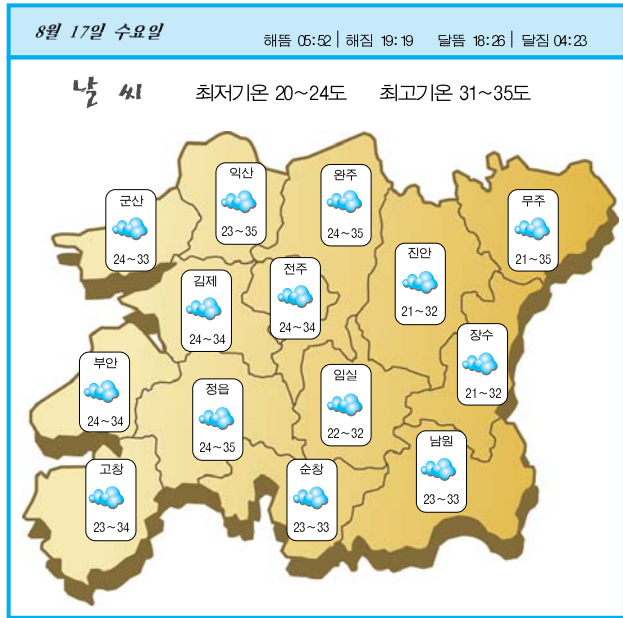 8월 17일 수요일
해뜸 05:52 | 해짐 19:19 달뜸 18:26 | 달짐 04:23
날 씨 최저기온 20~24도 최고기온 31~35도
익산
23~35
완주
24~35
군산
24~33
무주
21~35
진안
21~32
전주
24~34
김제
24~34
장수
21~32
부안
24~34
임실
22~32
정읍
24~35
남원
23~33
고창
23~34
순창
23~33